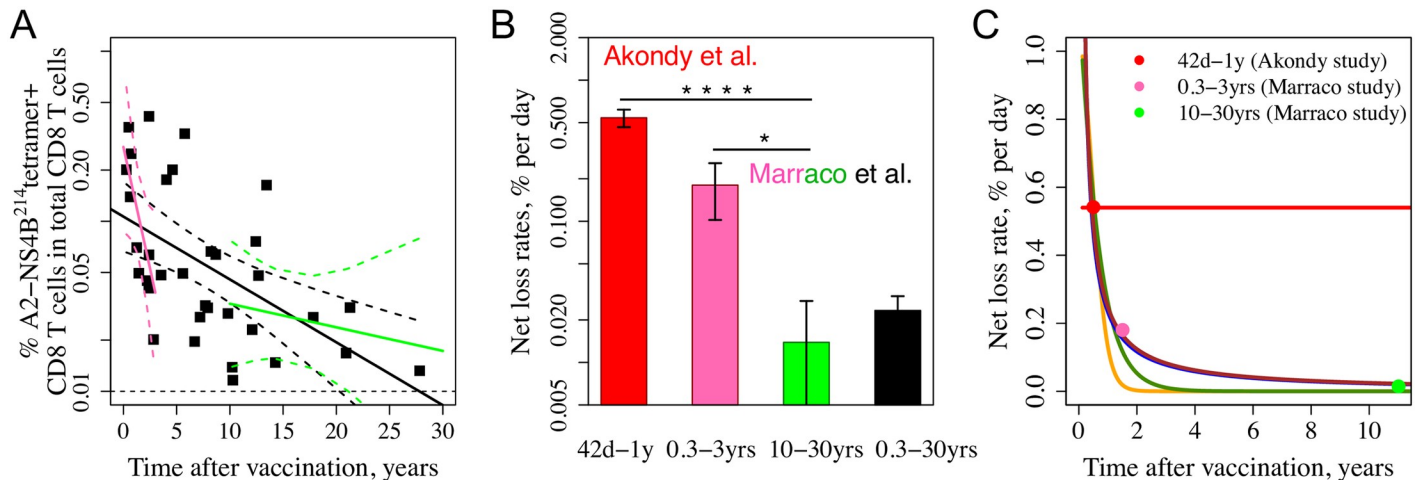 A
% A2−NS4B²¹⁴tetramer+
CD8 T cells in total CD8 T cells
0.01
0.05
0.20
0.50
0
5
10
15
20
25
30
Time after vaccination, years
B
Net loss rates, % per day
0.005
0.020
0.100
0.500
2.000
Akondy et al.
* * * *
*
Marraco et al.
42d−1y
0.3−3yrs
10−30yrs
0.3−30yrs
C
Net loss rate, % per day
0.0
0.2
0.4
0.6
0.8
1.0
42d−1y (Akondy study)
0.3−3yrs (Marraco study)
10−30yrs (Marraco study)
0
2
4
6
8
10
Time after vaccination, years